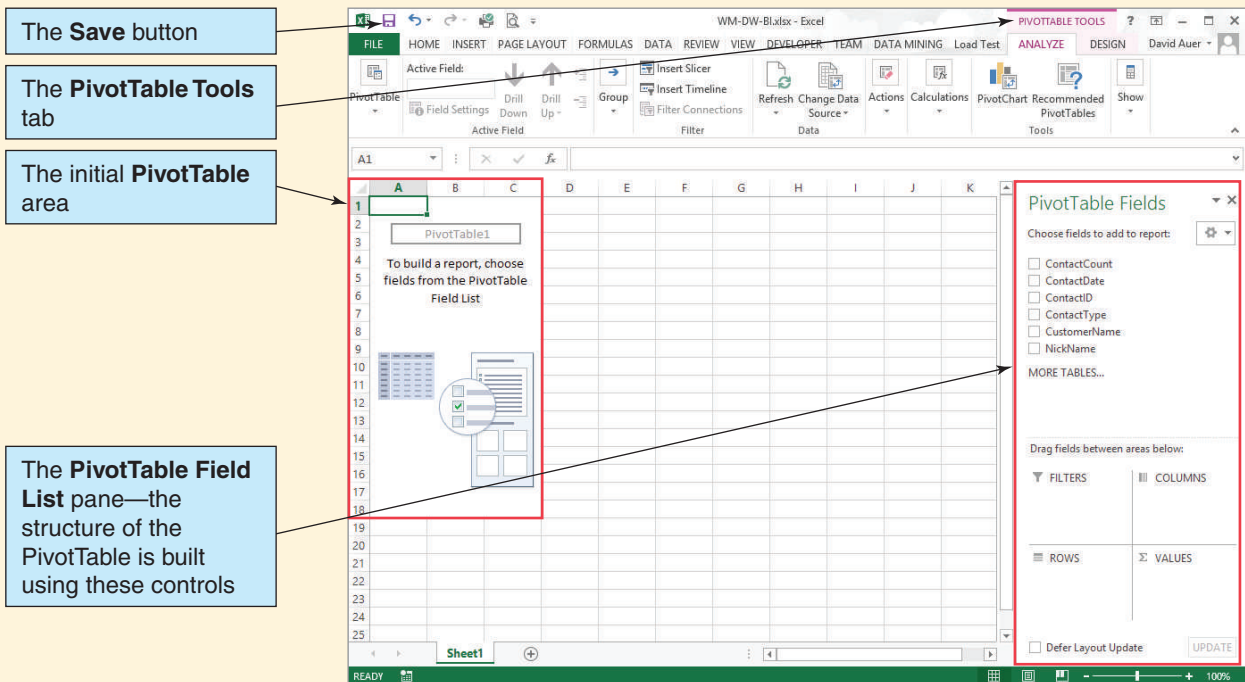 The Save button
The PivotTable Tools
tab
The initial PivotTable
area
The PivotTable Field
List pane—the
structure of the
PivotTable is built
using these controls
WM-DW-BI.xlsx - Excel
PIVOTTABLE TOOLS
?
FILE HOME INSERT PAGE LAYOUT FORMULAS DATA REVIEW VIEW DEVELOPER TEAM DATA MINING Load Test ANALYZE DESIGN David Auer
PivotTable
Active Field:
Field Settings
Drill
Down
Drill
Up
Active Field
Group
Insert Slicer
Insert Timeline
Filter Connections
Filter
Refresh
Change Data
Source
Data
Actions
Calculations
PivotChart
Recommended
PivotTables
Tools
Show
A1
fx
A B C D E F G H I J K
1
2
3
4
5
6
7
8
9
10
11
12
13
14
15
16
17
18
19
20
21
22
23
24
25
PivotTable1
To build a report, choose
fields from the PivotTable
Field List
PivotTable Fields
Choose fields to add to report:
ContactCount
ContactDate
ContactID
ContactType
CustomerName
NickName
MORE TABLES...
Drag fields between areas below:
FILTERS
COLUMNS
ROWS
Σ VALUES
Defer Layout Update
UPDATE
Sheet1
READY
100%